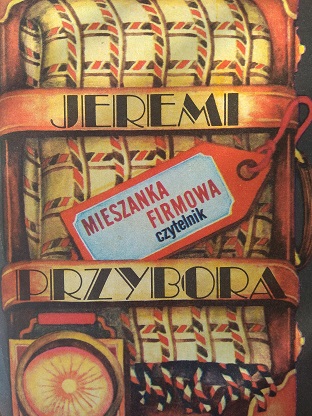 JEREMI
MIESZANKA
FIRMOWA
czytelnik
PRZYBORA